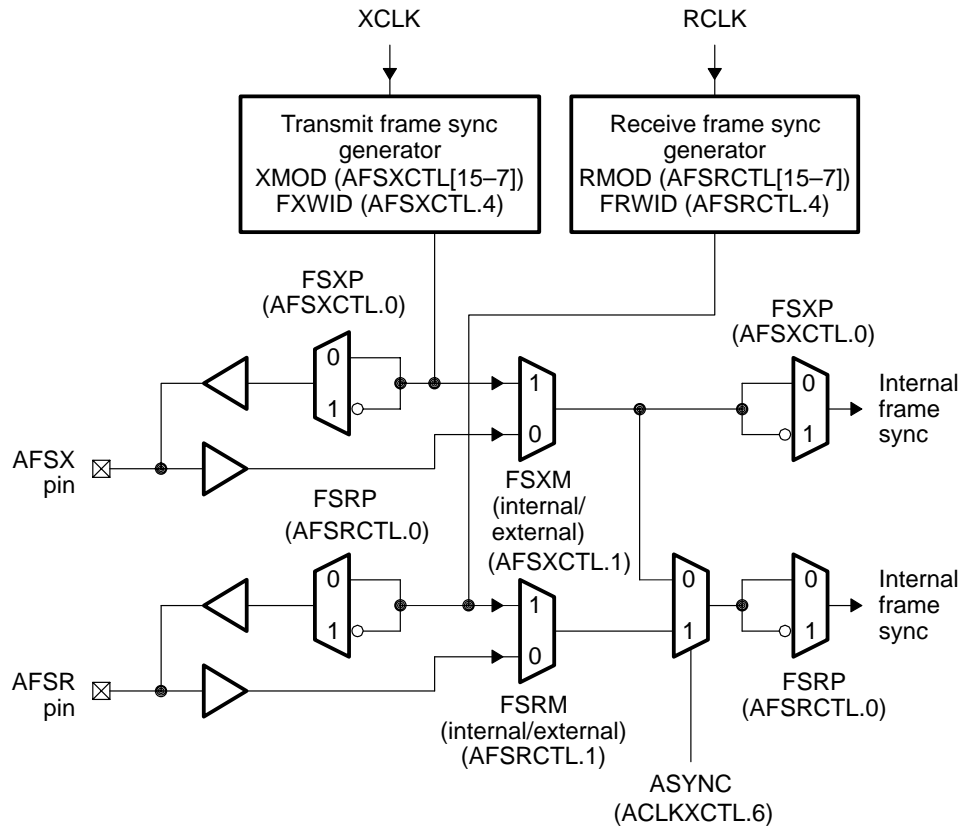 XCLK
RCLK
Transmit frame sync
generator
XMOD (AFSXCTL[15–7])
FXWID (AFSXCTL.4)
Receive frame sync
generator
RMOD (AFSRCTL[15–7])
FRWID (AFSRCTL.4)
FSXP
(AFSXCTL.0)
0
1
1
0
FSXP
(AFSXCTL.0)
0
1
Internal
frame
sync
AFSX
pin
FSXM
(internal/
external)
(AFSXCTL.1)
FSRP
(AFSRCTL.0)
0
1
1
0
0
1
0
1
Internal
frame
sync
AFSR
pin
FSRM
(internal/external)
(AFSRCTL.1)
FSRP
(AFSRCTL.0)
ASYNC
(ACLKXCTL.6)